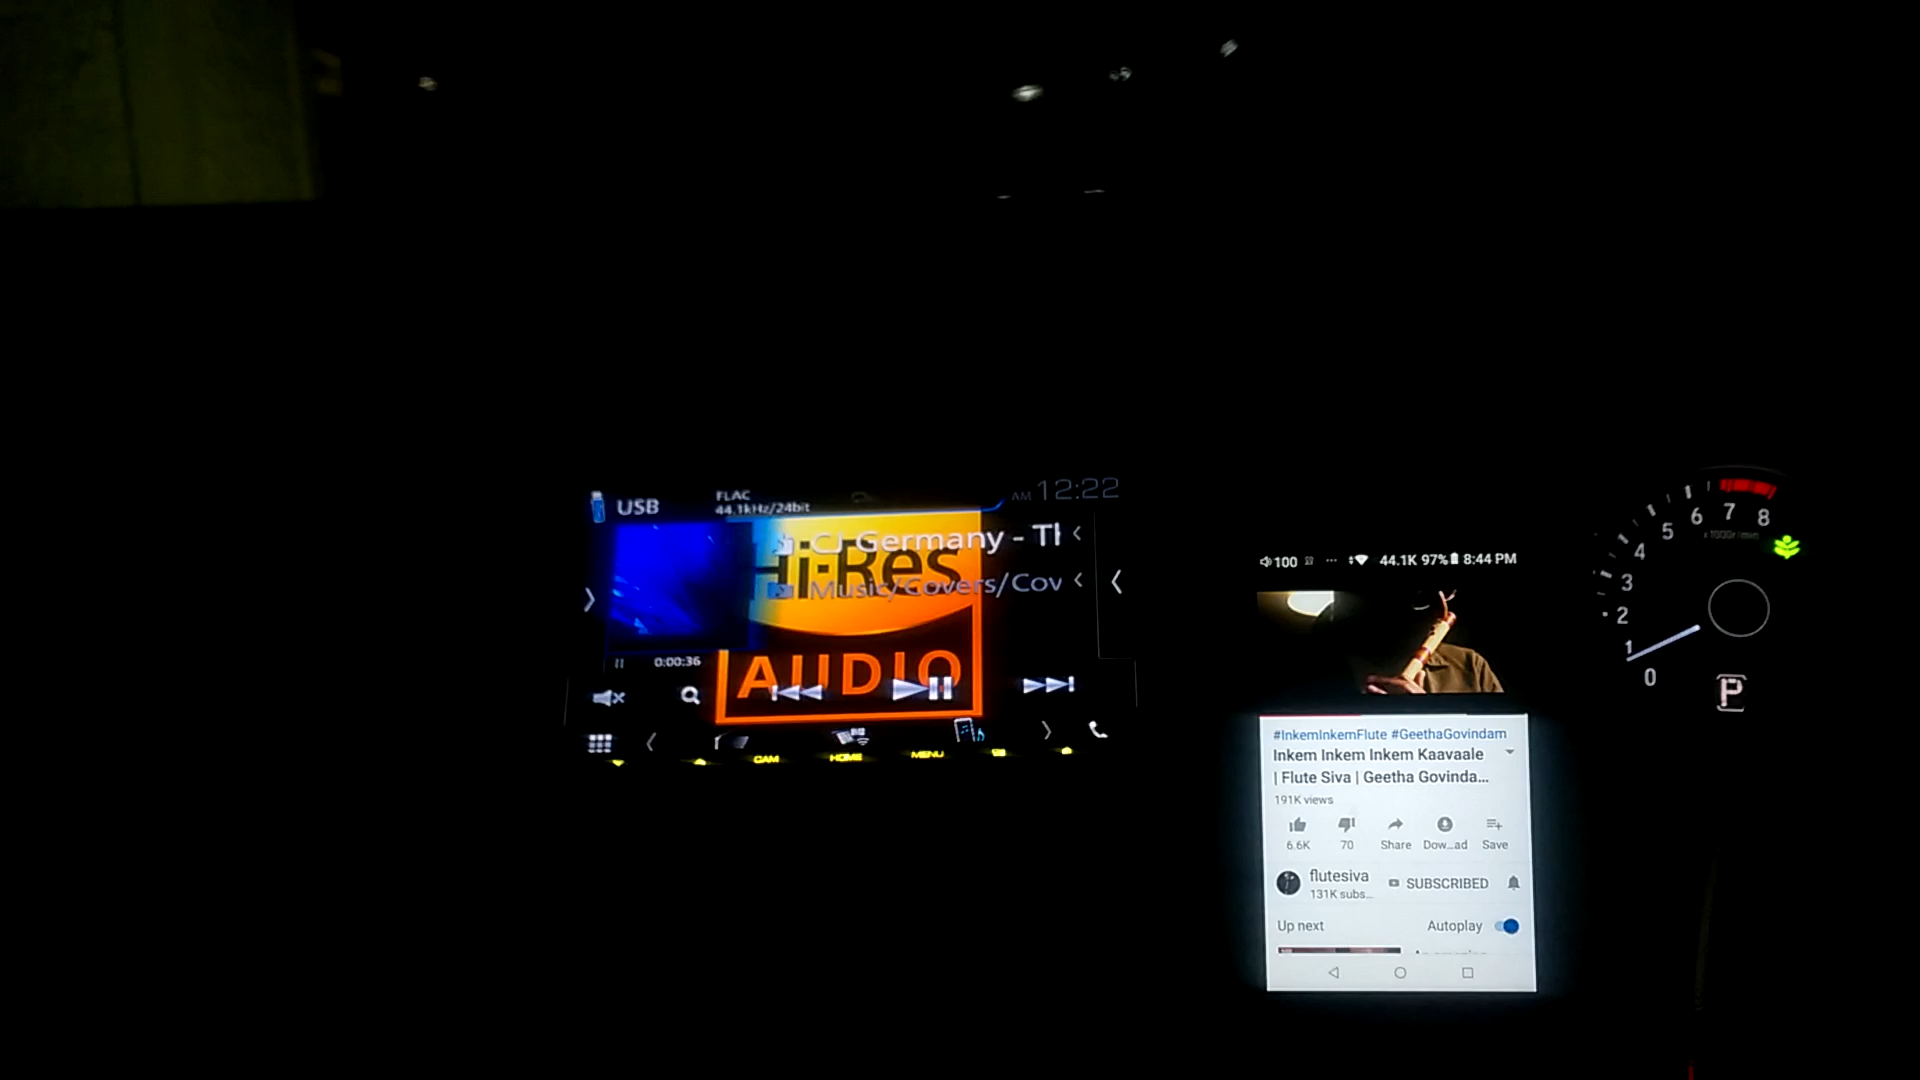 USB
FLAC
44.1kHz/24bit
AM 12:22
CJ Germany - Tl
Hi-Res
Music/Covers/Cov
AUDIO
0:00:36
CAM
HOME
MENU
100 ... 44.1K 97% 8:44 PM
#InkemInkemFlute #GeethaGovindam
Inkem Inkem Inkem Kaavaale
| Flute Siva | Geetha Govinda...
191K views
6.6K 70 Share Dow...ad Save
flutesiva
131K subs...
SUBSCRIBED
Up next Autoplay
0 1 2 3 4 5 6 7 8
x1000r/min
P